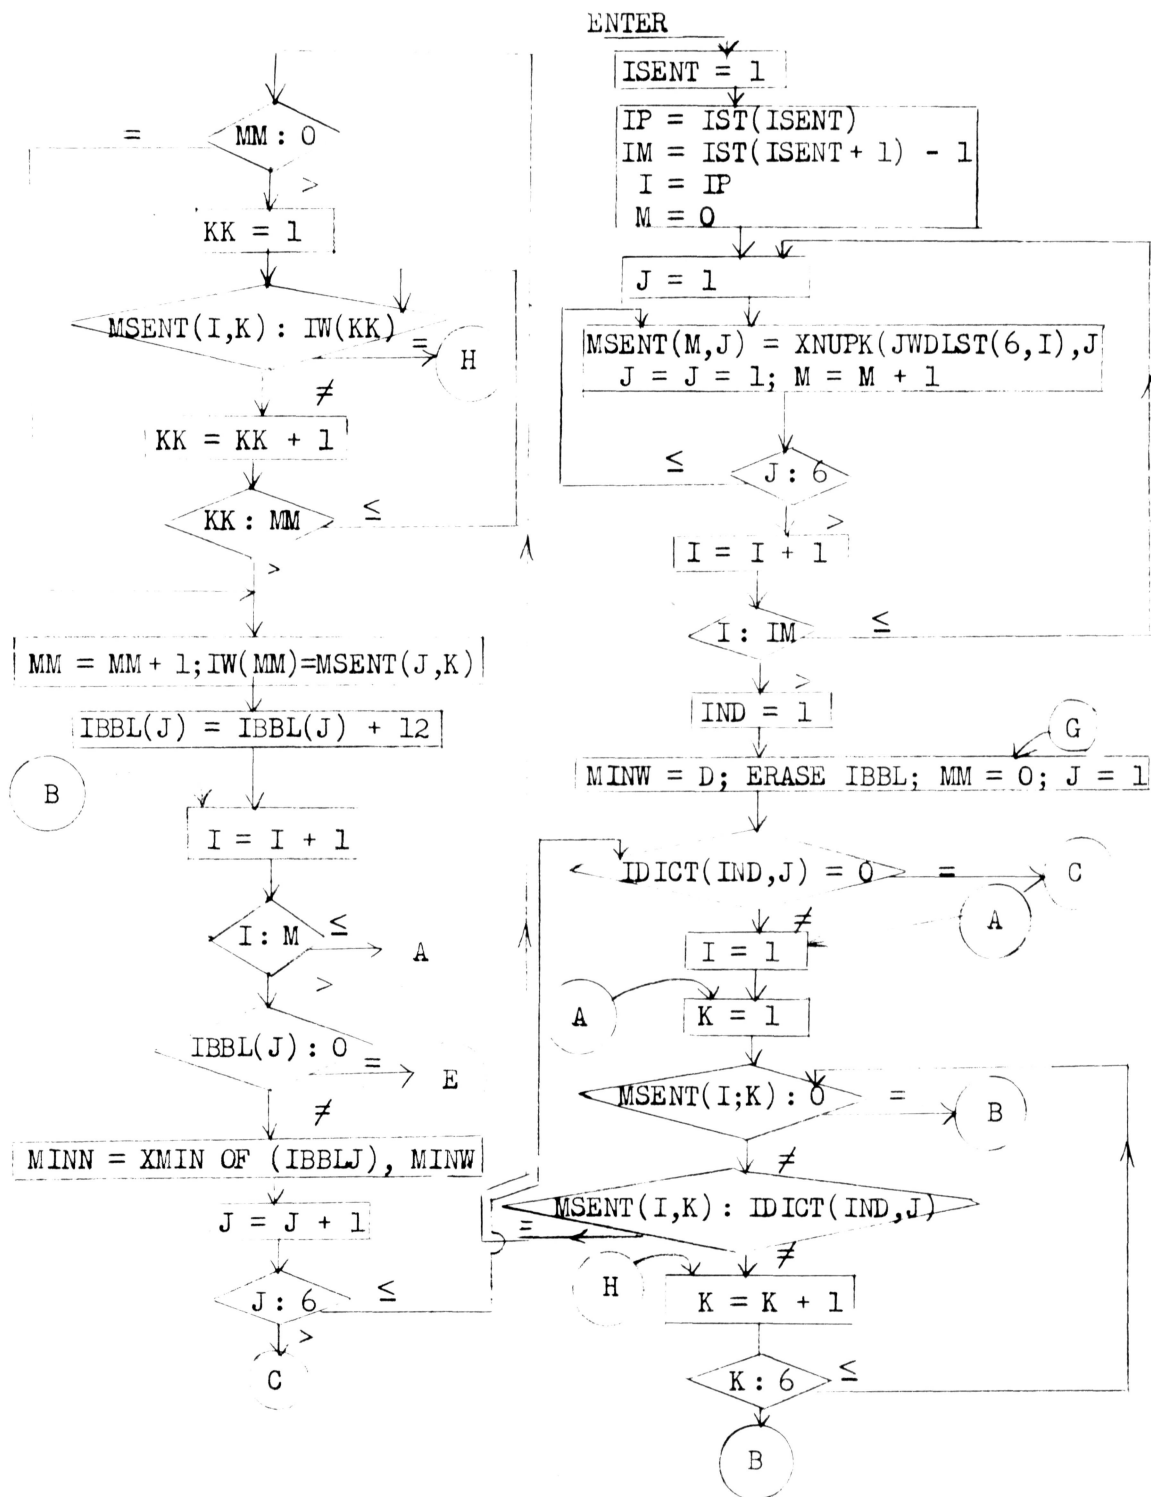 ENTER
ISENT = 1
IP = IST(ISENT)
IM = IST(ISENT + 1) - 1
I = IP
M = 0
J = 1
MSENT(M,J) = XNUPK(JWDLST(6,I),J
J = J = 1; M = M + 1
≤
J : 6
>
I = I + 1
I : IM
≤
>
IND = 1
G
MINW = D; ERASE IBBL; MM = 0; J = 1
IDICT(IND,J) = 0
=
C
≠
A
I = 1
A
K = 1
MSENT(I;K) : 0
=
B
≠
MSENT(I,K) : IDICT(IND,J)
=
≠
H
K = K + 1
K : 6
≤
B
=
MM : 0
>
KK = 1
MSENT(I,K) : IW(KK)
=
H
≠
KK = KK + 1
KK : MM
≤
>
MM = MM + 1;IW(MM)=MSENT(J,K)
IBBL(J) = IBBL(J) + 12
B
I = I + 1
I : M
≤
A
>
IBBL(J) : 0
=
E
≠
MINN = XMIN OF (IBBLJ), MINW
J = J + 1
J : 6
≤
>
C